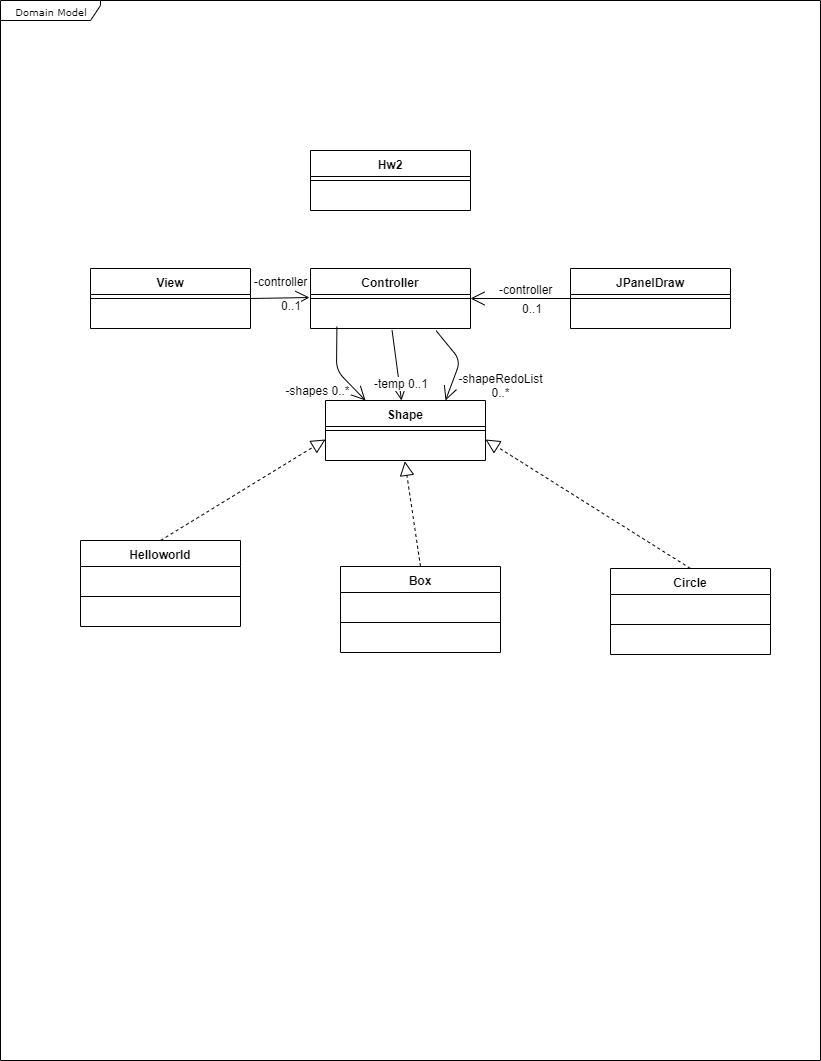 Domain Model
Hw2
View
-controller
0..1
Controller
-controller
0..1
JPanelDraw
-shapes 0..*
-temp 0..1
-shapeRedoList
0..*
Shape
Helloworld
Box
Circle